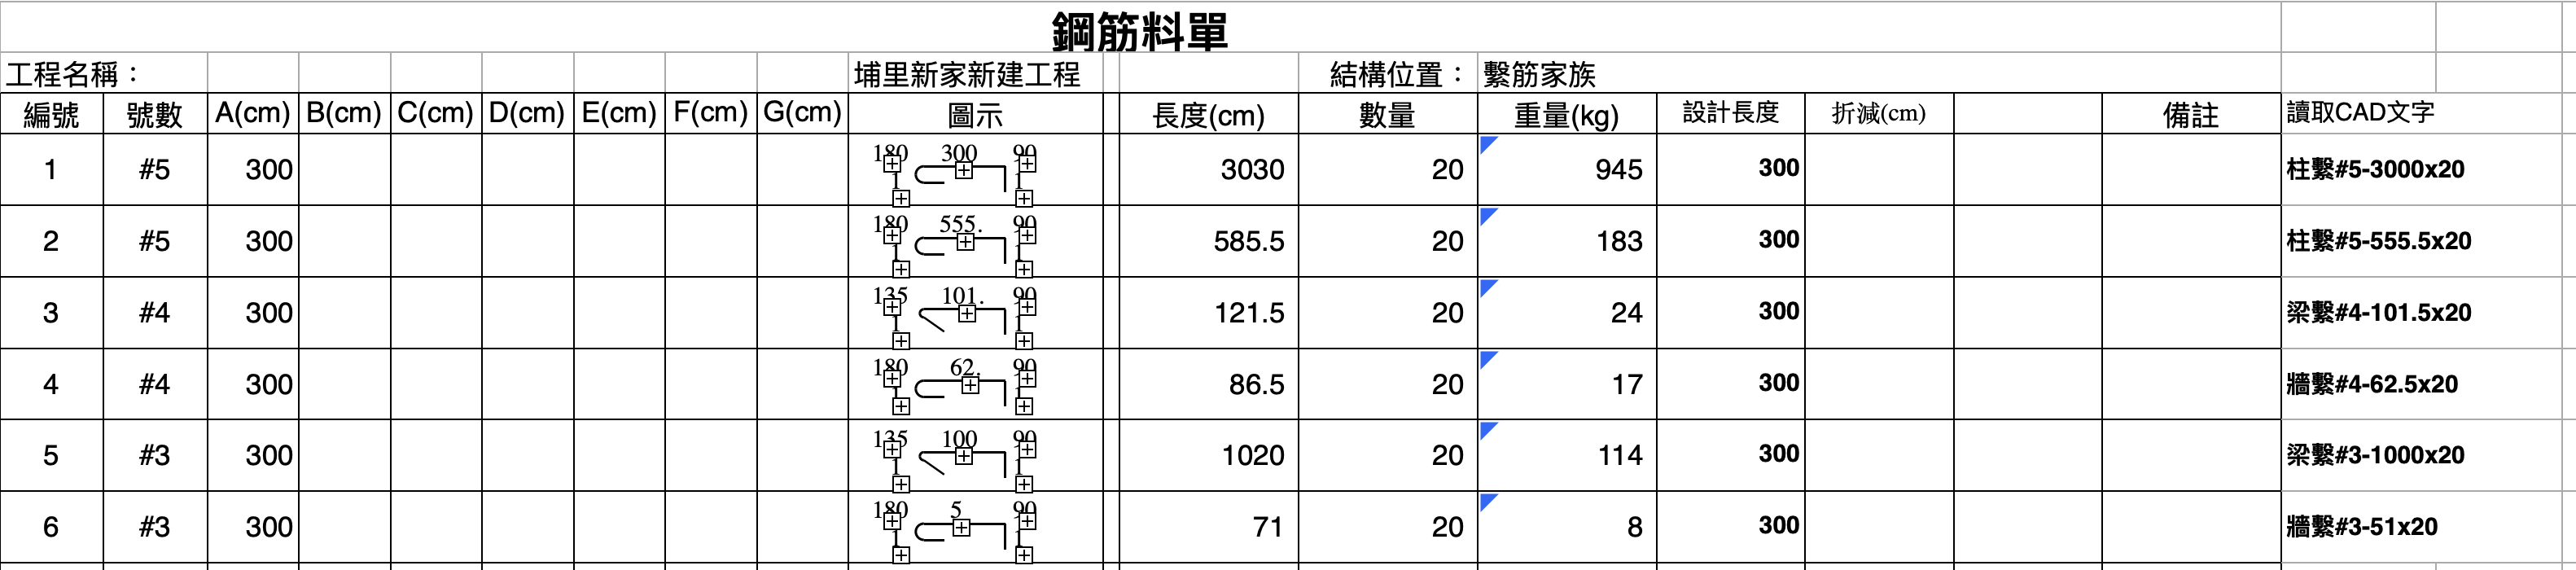 鋼筋料單
工程名稱： 埔里新家新建工程 結構位置： 繫筋家族
編號 號數 A(cm) B(cm) C(cm) D(cm) E(cm) F(cm) G(cm) 圖示 長度(cm) 數量 重量(kg) 設計長度 折減(cm) 備註 讀取CAD文字
1 #5 300 180 300 90 3030 20 945 300 柱繫#5-3000x20
2 #5 300 180 555. 90 585.5 20 183 300 柱繫#5-555.5x20
3 #4 300 135 101. 90 121.5 20 24 300 梁繫#4-101.5x20
4 #4 300 180 62. 90 86.5 20 17 300 牆繫#4-62.5x20
5 #3 300 135 100 90 1020 20 114 300 梁繫#3-1000x20
6 #3 300 180 5 90 71 20 8 300 牆繫#3-51x20